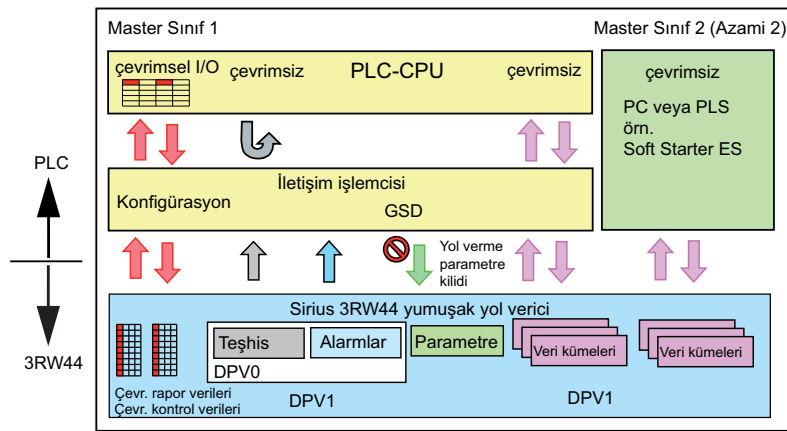 Master Sınıf 1
Master Sınıf 2 (Azami 2)
çevrimsel I/O
çevrimsiz
PLC-CPU
çevrimsiz
çevrimsiz
PC veya PLS
örn.
Soft Starter ES
PLC
İletişim işlemcisi
Konfigürasyon
GSD
Yol verme
parametre
kilidi
3RW44
Sirius 3RW44 yumuşak yol verici
Teşhis
Alarmlar
Parametre
Veri kümeleri
Veri kümeleri
DPV0
Çevr. rapor verileri
Çevr. kontrol verileri
DPV1
DPV1